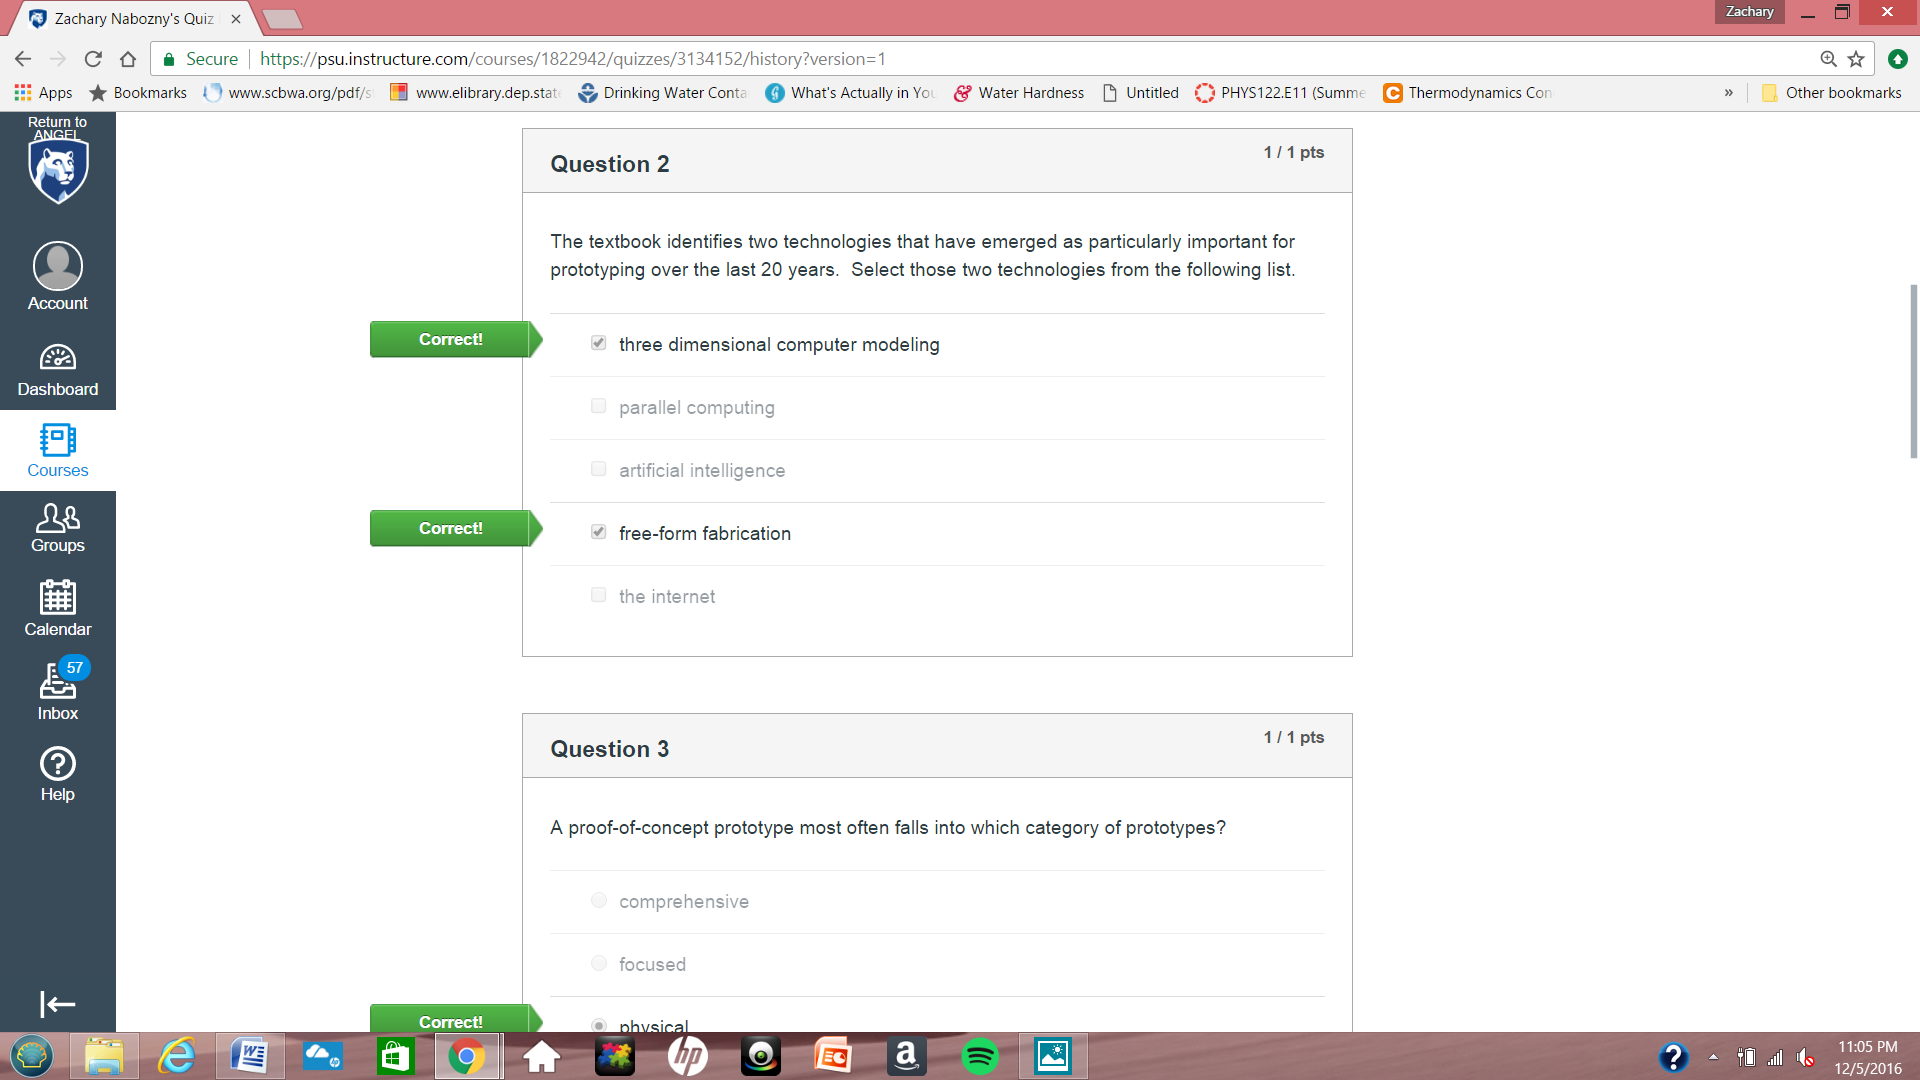 Zachary Nabozny's Quiz
Zachary
Secure
https://psu.instructure.com/courses/1822942/quizzes/3134152/history?version=1
Apps
Bookmarks
www.scbwa.org/pdf/s
www.elibrary.dep.stat
Drinking Water Conta
What's Actually in You
Water Hardness
Untitled
PHYS122.E11 (Summe
Thermodynamics Con
»
Other bookmarks
Return to
ANGEL
Account
Dashboard
Courses
Groups
Calendar
57
Inbox
Help
Question 2
1 / 1 pts
The textbook identifies two technologies that have emerged as particularly important for
prototyping over the last 20 years.  Select those two technologies from the following list.
Correct!
three dimensional computer modeling
parallel computing
artificial intelligence
Correct!
free-form fabrication
the internet
Question 3
1 / 1 pts
A proof-of-concept prototype most often falls into which category of prototypes?
comprehensive
focused
Correct!
physical
11:05 PM
12/5/2016